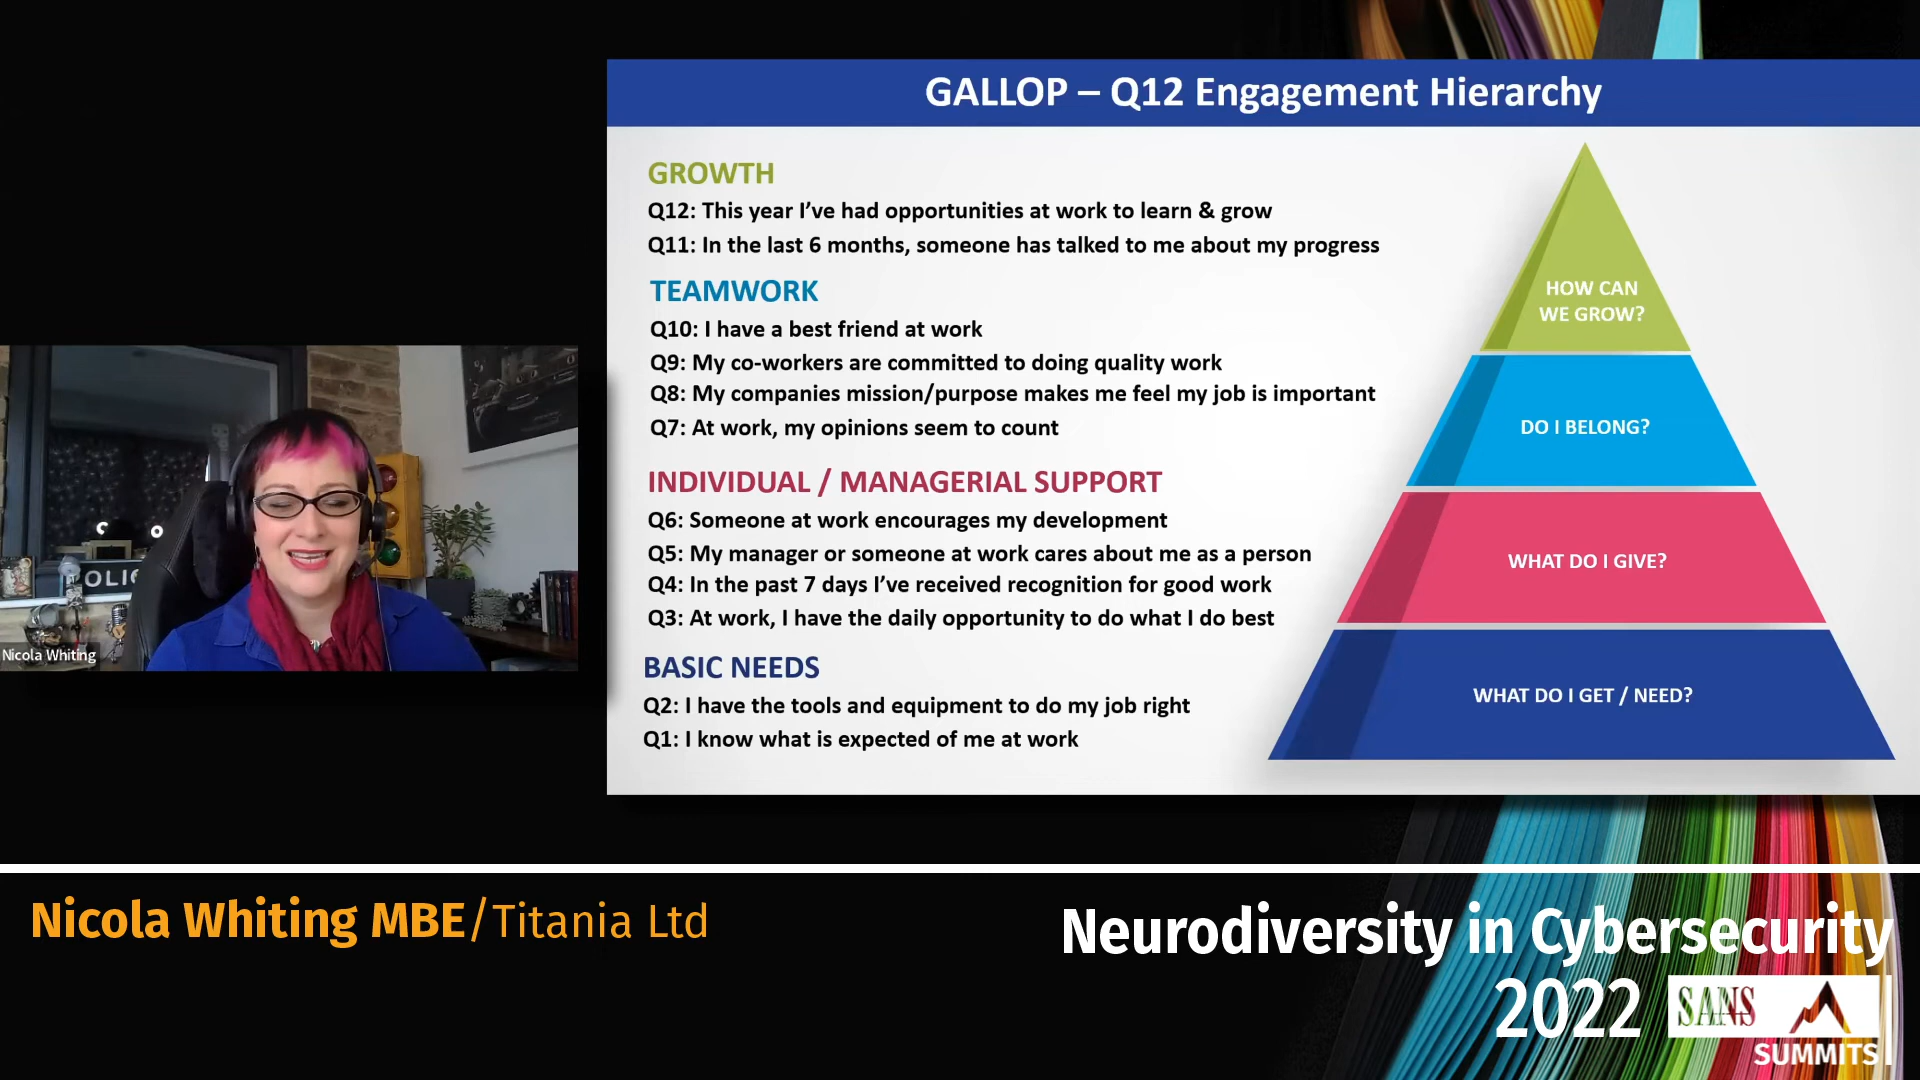 GALLOP – Q12 Engagement Hierarchy
GROWTH
Q12: This year I’ve had opportunities at work to learn & grow
Q11: In the last 6 months, someone has talked to me about my progress
TEAMWORK
Q10: I have a best friend at work
Q9: My co-workers are committed to doing quality work
Q8: My companies mission/purpose makes me feel my job is important
Q7: At work, my opinions seem to count
INDIVIDUAL / MANAGERIAL SUPPORT
Q6: Someone at work encourages my development
Q5: My manager or someone at work cares about me as a person
Q4: In the past 7 days I’ve received recognition for good work
Q3: At work, I have the daily opportunity to do what I do best
BASIC NEEDS
Q2: I have the tools and equipment to do my job right
Q1: I know what is expected of me at work
HOW CAN
WE GROW?
DO I BELONG?
WHAT DO I GIVE?
WHAT DO I GET / NEED?
OLIC
Nicola Whiting
Nicola Whiting MBE/Titania Ltd
Neurodiversity in Cybersecurity
2022
SANS
SUMMITS